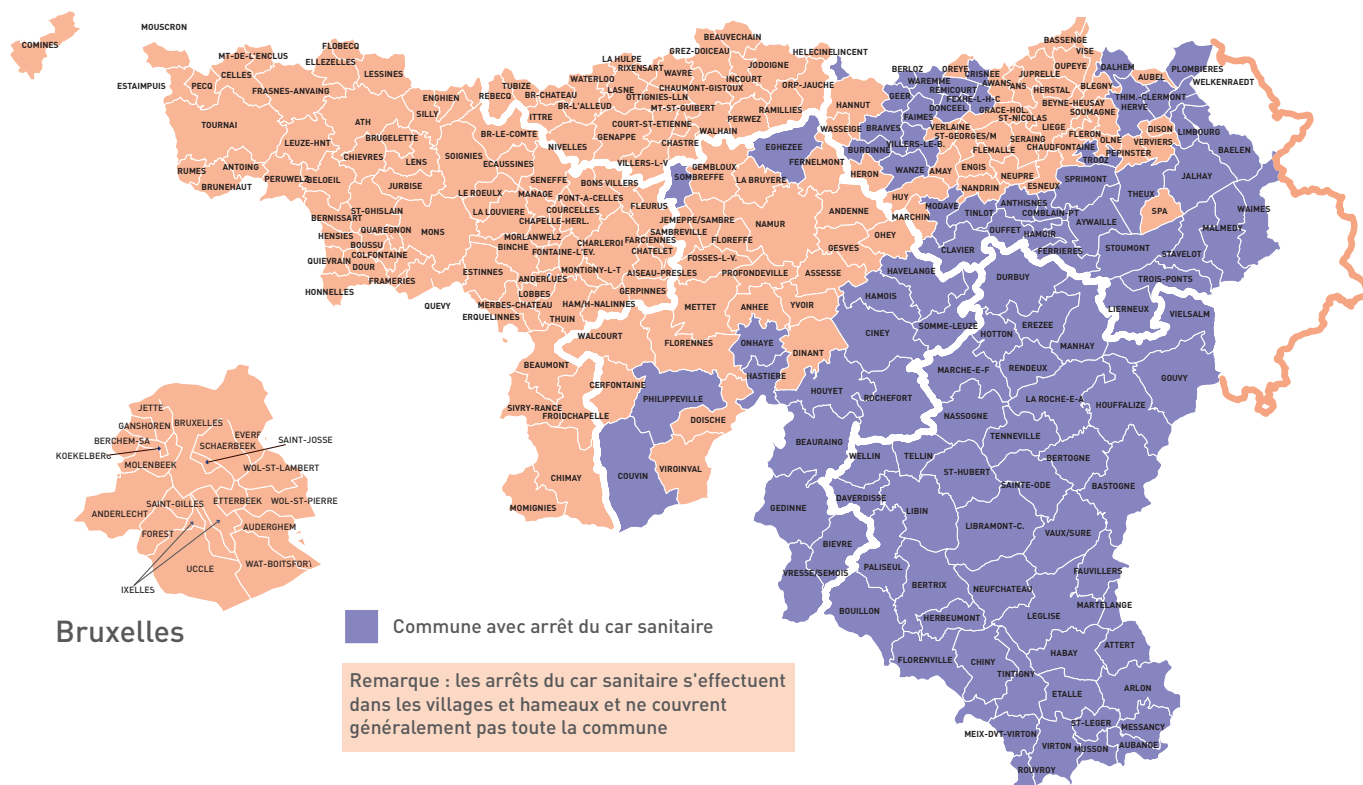 COMINES
MOUSCRON
ESTAIMPUIS
PECQ
CELLES
MT-DE-L'ENCLUS
FLOBECQ
ELLEZELLES
LESSINES
FRASNES-ANVAING
TOURNAI
ATH
ENGHIEN
SILLY
REBECQ
TUBIZE
BR-CHATEAU
ITTRE
BR-L'ALLEUD
WATERLOO
LA HULPE
RIXENSART
LASNE
OTTIGNIES-LLN
WAVRE
GREZ-DOICEAU
BEAUVECHAIN
CHAUMONT-GISTOUX
INCOURT
JODOIGNE
HELECINE
LINCENT
ORP-JAUCHE
MT-ST-GUIBERT
COURT-ST-ETIENNE
PERWEZ
RAMILLIES
WALHAIN
GENAPPE
CHASTRE
NIVELLES
VILLERS-L-V
HANNUT
WASEIGE
LEUZE-HNT
BRUGELETTE
CHIEVRES
LENS
BR-LE-COMTE
SOIGNIES
ECAUSSINES
ANTOING
RUMES
BRUNEHAUT
PERUWELZ
BELOEIL
JURBISE
LE ROEULX
SENEFFE
MANAGE
BONS VILLERS
PONT-A-CELLES
FLEURUS
BERNISSART
ST-GHISLAIN
HENSIES
QUAREGNON
BOUSSU
COLFONTAINE
QUIEVRAIN
DOUR
HONNELLES
FRAMERIES
MONS
QUEVY
LA LOUVIERE
COURCELLES
CHAPELLE-HERL.
MORLANWELZ
BINCHE
FONTAINE-L'EV.
CHARLEROI
FARCIENNES
CHATELET
ESTINNES
ANDERLUES
MONTIGNY-L-T
AISEAU-PRESLES
LOBBES
GERPINNES
MERBES-CHATEAU
HAM/H-NALINNES
ERQUELINNES
THUIN
BEAUMONT
SIVRY-RANCE
FROIDCHAPELLE
CHIMAY
MOMIGNIES
SOMBREFFE
GEMBLOUX
EGHEZEE
FERNELMONT
LA BRUYERE
JEMEPPE/SAMBRE
SAMBREVILLE
FLOREFFE
NAMUR
ANDENNE
OHEY
GESVES
FOSSES-L-V.
PROFONDEVILLE
ASSESSE
METTET
ANHEE
YVOIR
WALCOURT
FLORENNES
ONHAYE
DINANT
HASTIERE
CERFONTAINE
PHILIPPEVILLE
DOISCHE
COUVIN
VIROINVAL
HAVELANGE
HAMOIS
CINEY
SOMME-LEUZE
HOUYET
ROCHEFORT
BEAURAING
GEDINNE
BIEVRE
VRESSE/SEMOIS
BERLOZ
WAREMME
GEER
OREYE
CRISNEE
REMICOURT
FEXHE-L-H-C
DONCEEL
FAIMES
AWANS
ANS
JUPRELLE
BASSENGE
OUPEYE
VISE
HERSTAL
GRACE-HOL
BEYNE-HEUSAY
BLEGNY
DALHEM
AUBEL
PLOMBIERES
WELKENRAEDT
THIM.-CLERMONT
HERVE
SOUMAGNE
ST-NICOLAS
LIEGE
FLERON
OLNE
DISON
VERVIERS
LIMBOURG
BAELEN
BRAIVES
BURDINNE
VILLERS-LE-B.
VERLAINE
ST-GEORGES/M
SERAING
CHAUDFONTAINE
TROOZ
PEPINSTER
FLEMALLE
HERON
WANZE
AMAY
ENGIS
NEUPRE
ESNEUX
SPRIMONT
THEUX
JALHAY
NANDRIN
HUY
MARCHIN
MODAVE
TINLOT
ANTHISNES
COMBLAIN-PT
AYWAILLE
SPA
WAIMES
MALMEDY
OUFFET
HAMOIR
CLAVIER
FERRIERES
STOUMONT
STAVELOT
TROIS-PONTS
LIERNEUX
VIELSALM
DURBUY
HOTTON
EREZEE
MANHAY
MARCHE-E-F
RENDEUX
GOUVY
LA ROCHE-E-A
HOUFFALIZE
NASSOGNE
TENNEVILLE
BERTOGNE
WELLIN
TELLIN
ST-HUBERT
SAINTE-ODE
BASTOGNE
DAVERDISSE
LIBIN
LIBRAMONT-C.
VAUX/SURE
PALISEUL
BERTRIX
NEUFCHATEAU
FAUVILLERS
MARTELANGE
BOUILLON
HERBEUMONT
LEGLISE
FLORENVILLE
CHINY
HABAY
ATTERT
TINTIGNY
ETALLE
ARLON
ST-LEGER
MESSANCY
MEIX-DVT-VIRTON
VIRTON
MUSSON
AUBANGE
ROUVROY
JETTE
GANSHOREN
BRUXELLES
BERCHEM-SA
KOEKELBERG
MOLENBEEK
EVERE
SCHAERBEEK
SAINT-JOSSE
WOL-ST-LAMBERT
SAINT-GILLES
ETTERBEEK
WOL-ST-PIERRE
ANDERLECHT
FOREST
AUDERGHEM
UCCLE
WAT-BOITSFORT
IXELLES
Bruxelles
Commune avec arrêt du car sanitaire
Remarque : les arrêts du car sanitaire s'effectuent
dans les villages et hameaux et ne couvrent
généralement pas toute la commune